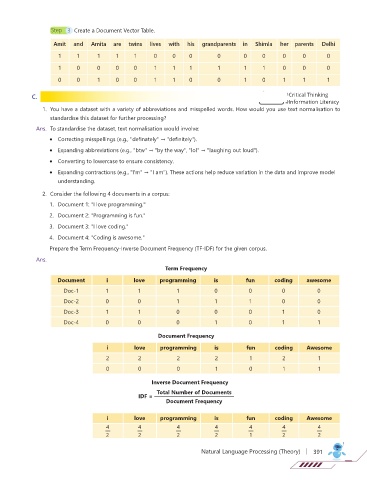 Step 3 Create a Document Vector Table.
Amit and Amita are twins lives with his grandparents in Shimla her parents Delhi
1 1 1 1 1 0 0 0 0 0 0 0 0 0
1 0 0 0 0 1 1 1 1 1 1 0 0 0
0 0 1 0 0 1 1 0 0 1 0 1 1 1
C.
Critical Thinking
Information Literacy
1. You have a dataset with a variety of abbreviations and misspelled words. How would you use text normalisation to
standardise this dataset for further processing?
Ans. To standardise the dataset, text normalisation would involve:
• Correcting misspellings (e.g., "definately" → "definitely").
• Expanding abbreviations (e.g., "btw" → "by the way", "lol" → "laughing out loud").
• Converting to lowercase to ensure consistency.
• Expanding contractions (e.g., "I'm" → "I am"). These actions help reduce variation in the data and improve model
understanding.
2. Consider the following 4 documents in a corpus:
1. Document 1: "I love programming."
2. Document 2: "Programming is fun."
3. Document 3: "I love coding."
4. Document 4: "Coding is awesome."
Prepare the Term Frequency-Inverse Document Frequency (TF-IDF) for the given corpus.
Ans.
Term Frequency
Document I love programming is fun coding awesome
Doc-1 1 1 1 0 0 0 0
Doc-2 0 0 1 1 1 0 0
Doc-3 1 1 0 0 0 1 0
Doc-4 0 0 0 1 0 1 1
Document Frequency
i love programming is fun coding Awesome
2 2 2 2 1 2 1
0 0 0 1 0 1 1
Inverse Document Frequency
IDF = Total Number of Documents
Document Frequency
i love programming is fun coding Awesome
4 4 4 4 4 4 4
2 2 2 2 1 2
Natural Language Processing (Theory) 391